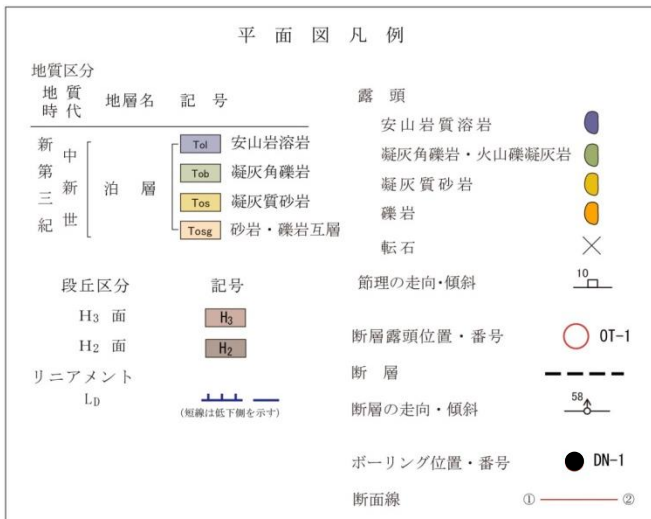 平面図凡例
地質区分
地質時代 地層名 記号
新第三紀 中新世 泊層
Tol 安山岩溶岩
Tob 凝灰角礫岩
Tos 凝灰質砂岩
Tosg 砂岩・礫岩互層
段丘区分 記号
H3 面 H3
H2 面 H2
リニアメント
LD
(短線は低下側を示す)
露頭
安山岩質溶岩
凝灰角礫岩・火山礫凝灰岩
凝灰質砂岩
礫岩
転石
節理の走向・傾斜 10
断層露頭位置・番号 OT-1
断層
断層の走向・傾斜 58
ボーリング位置・番号 DN-1
断面線 ① ②